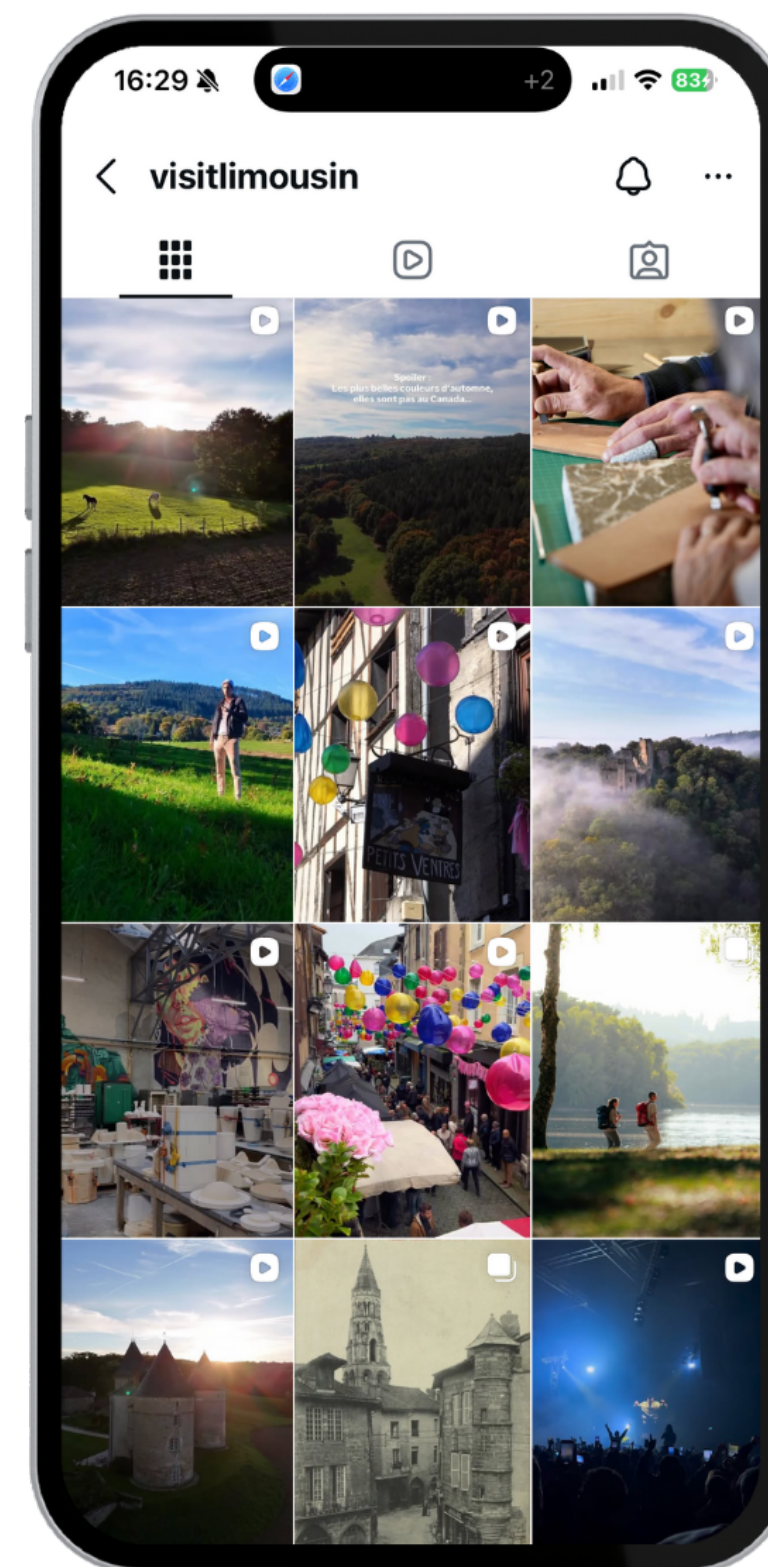 16:29
+2
83
visitlimousin
Spoiler :
Les plus belles couleurs d'automne,
elles sont pas au Canada...
PETITS VENTRES